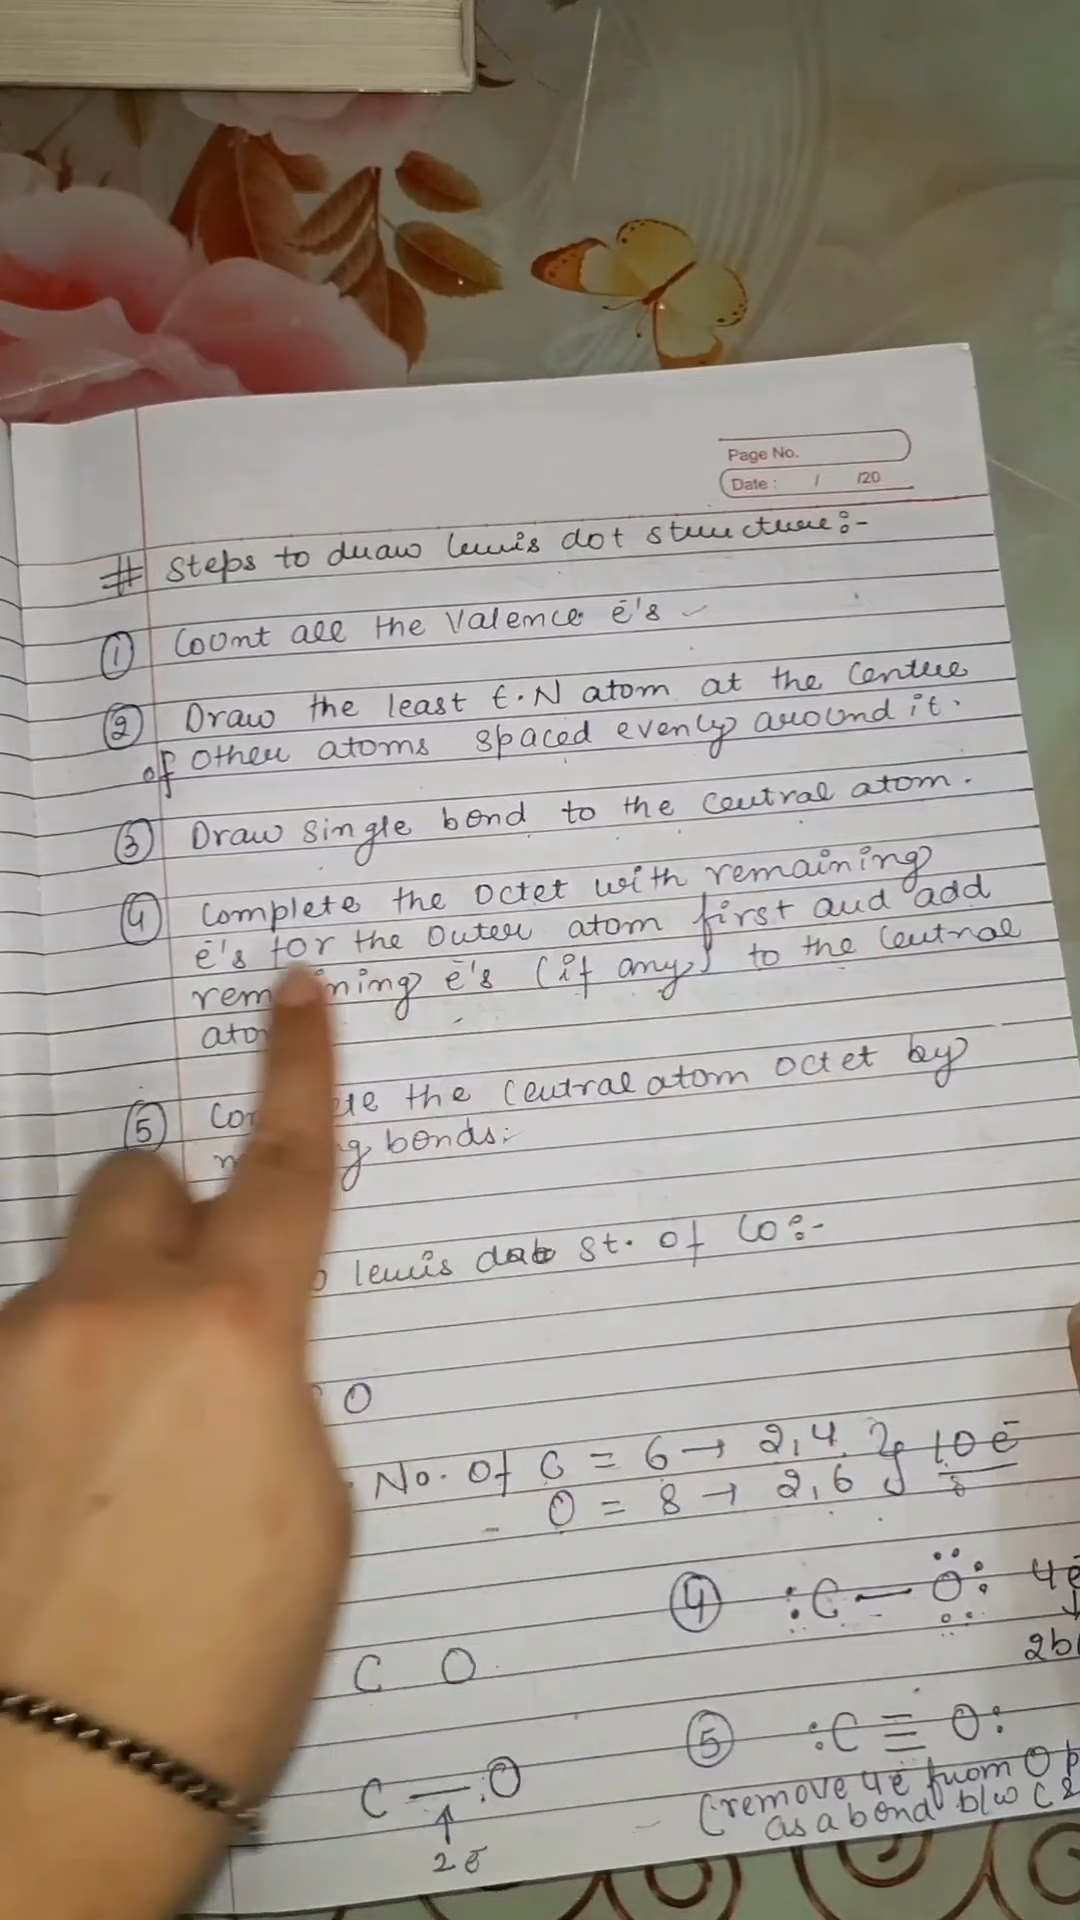 Page No.
Date : / /20
# Steps to draw lewis dot structure:-
① Count all the Valence e̅'s
② Draw the least E.N atom at the centre
of other atoms spaced evenly around it.
③ Draw single bond to the central atom.
④ Complete the octet with remaining
e̅'s for the outer atom first and add
remaining e̅'s (if any) to the central
⑤ the central atom octet by
bonds:
lewis dot st. of CO:-
O
No. of C = 6 → 2,4 } 10 e̅
O = 8 → 2,6
④ :C — O: 4e̅
C O
2b
⑤ :C ≡ O:
C — O
(remove 4e̅ from O
as a bond b/w C &
↑
2e̅